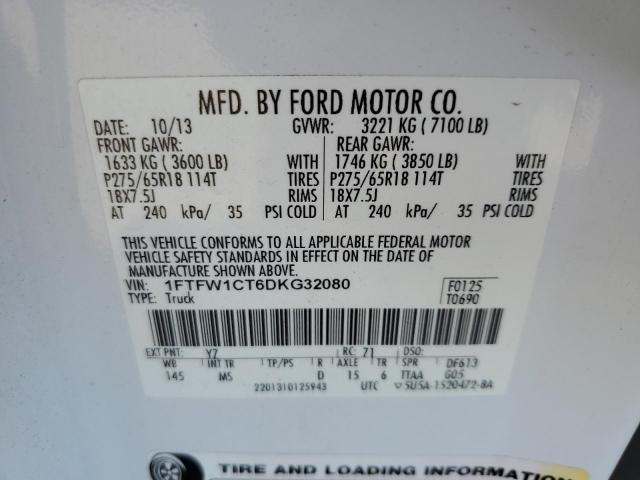 MFD. BY FORD MOTOR CO.
DATE: 10/13 GVWR: 3221 KG ( 7100 LB)
FRONT GAWR: REAR GAWR:
1633 KG ( 3600 LB) WITH 1746 KG ( 3850 LB) WITH
P275/65R18 114T TIRES P275/65R18 114T TIRES
18X7.5J RIMS 18X7.5J RIMS
AT 240 kPa/ 35 PSI COLD AT 240 kPa/ 35 PSI COLD
THIS VEHICLE CONFORMS TO ALL APPLICABLE FEDERAL MOTOR
VEHICLE SAFETY STANDARDS IN EFFECT ON THE DATE OF
MANUFACTURE SHOWN ABOVE.
VIN: 1FTFW1CT6DKG32080 F0125
TYPE: Truck T0690
EXT PNT: YZ RC: 71 DSO:
WB INT TR TP/PS R AXLE TR SPR DF613
145 MS D 15 6 TTAA G05
2201310125943 UTC 5U5A-1520472-BA
TIRE AND LOADING INFORMATION